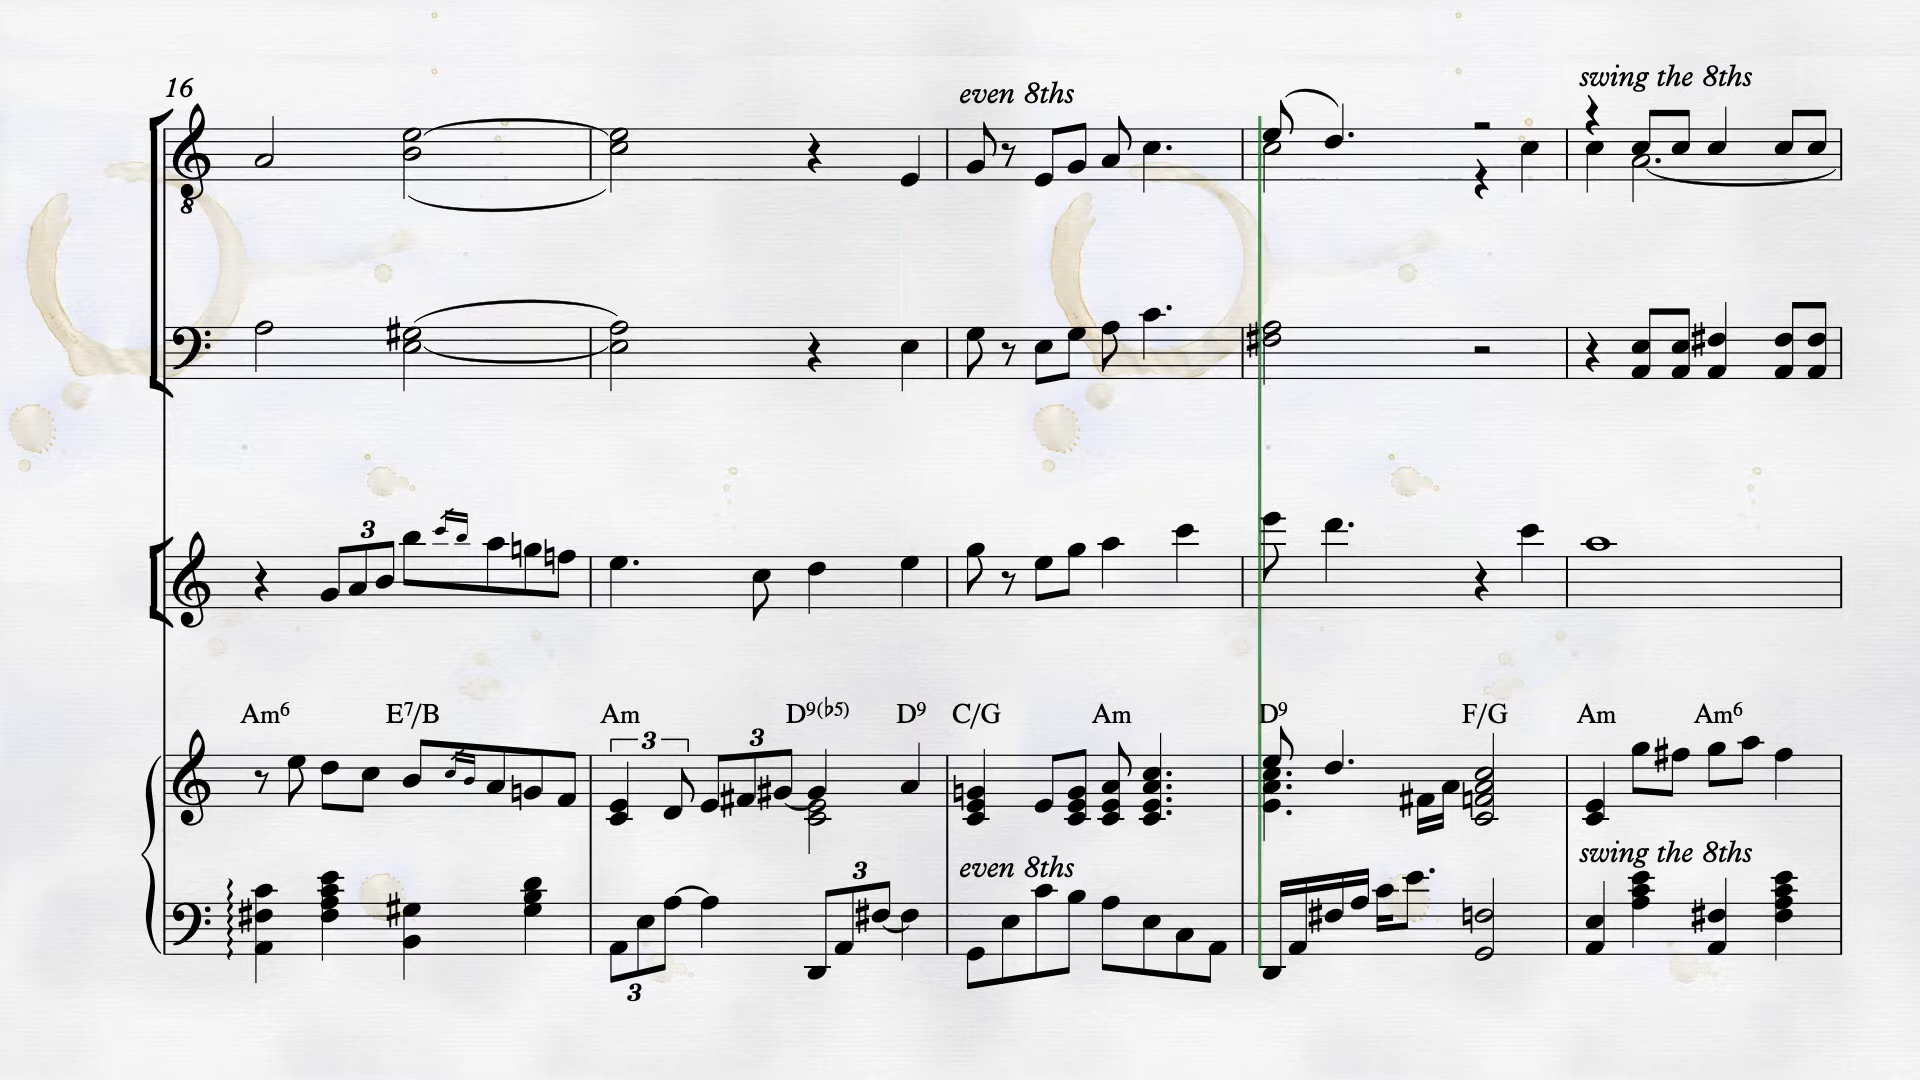 16
even 8ths
swing the 8ths
8
3
Am6 E7/B Am D9(♭5) D9 C/G Am D9 F/G Am Am6
3 3
even 8ths
swing the 8ths
3
3